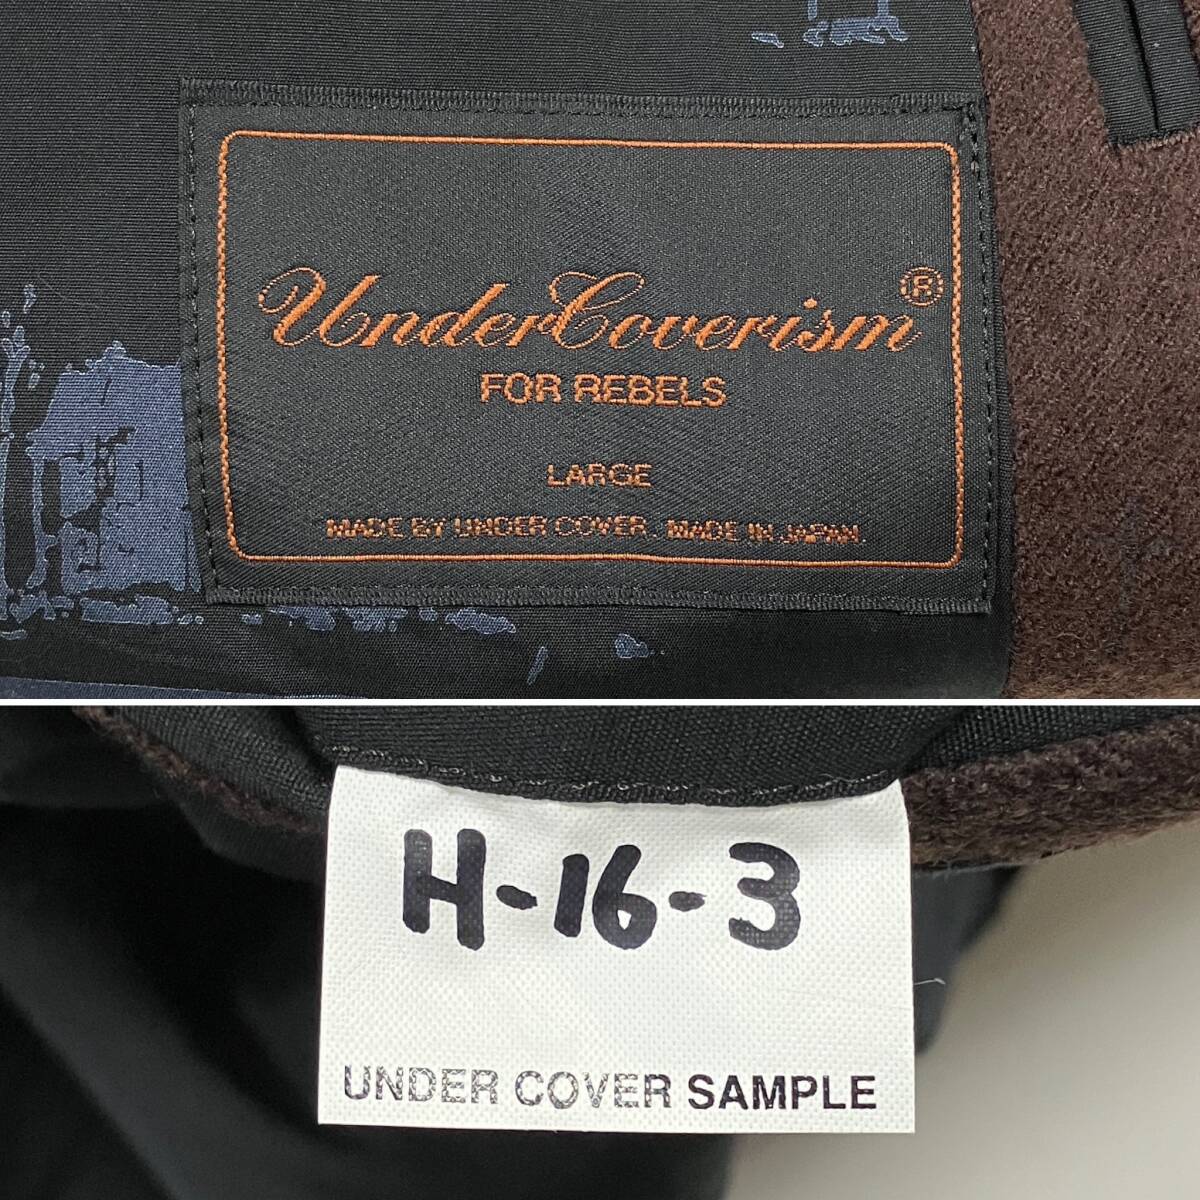 UnderCoverism®
FOR REBELS
LARGE
MADE BY UNDER COVER. MADE IN JAPAN.
H-16-3
UNDER COVER SAMPLE